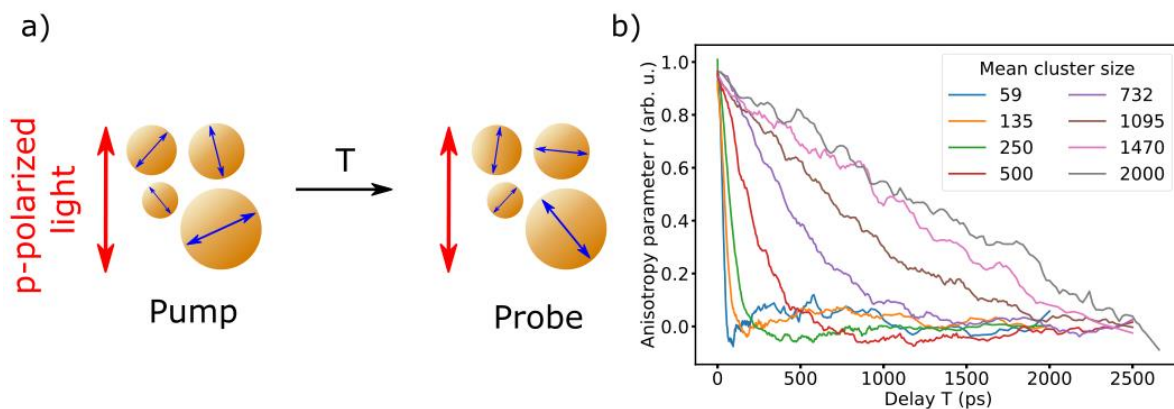 a)
p-polarized
light
T
Pump
Probe
b)
Anisotropy parameter r (arb. u.)
1.0
0.8
0.6
0.4
0.2
0.0
Mean cluster size
59 732
135 1095
250 1470
500 2000
0 500 1000 1500 2000 2500
Delay T (ps)